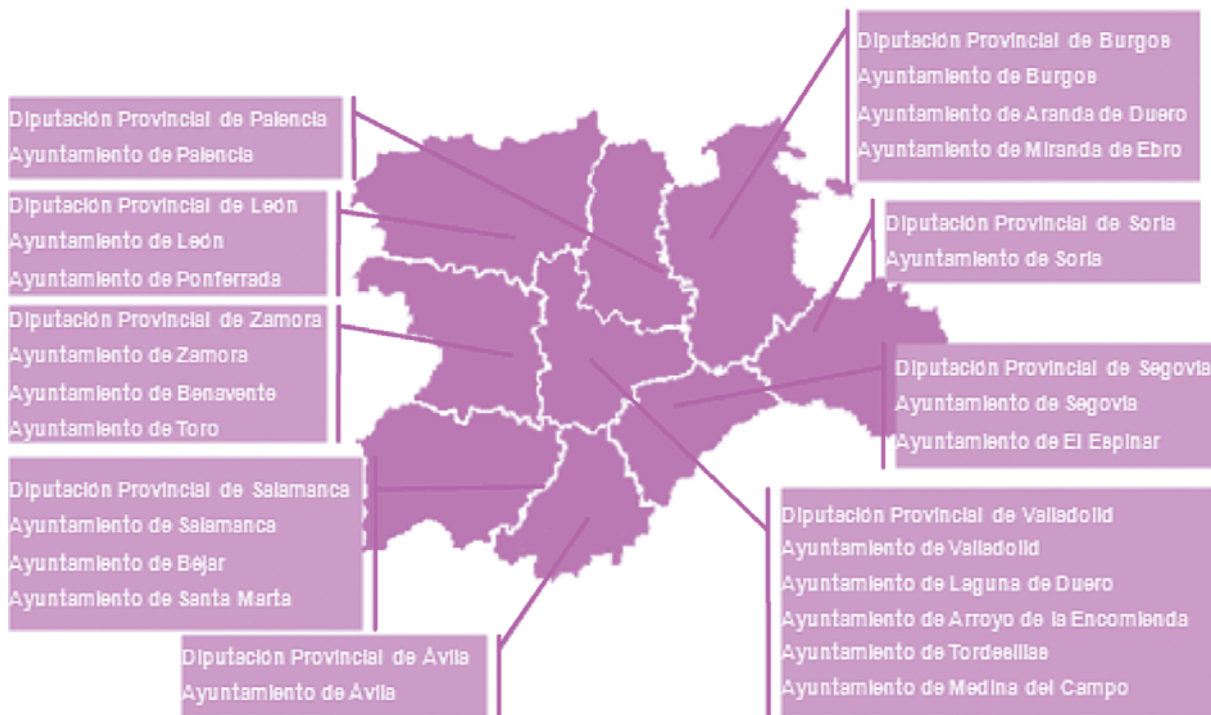 Diputación Provincial de Burgos
Ayuntamiento de Burgos
Ayuntamiento de Aranda de Duero
Ayuntamiento de Miranda de Ebro
Diputación Provincial de Palencia
Ayuntamiento de Palencia
Diputación Provincial de León
Ayuntamiento de León
Ayuntamiento de Ponferrada
Diputación Provincial de Soria
Ayuntamiento de Soria
Diputación Provincial de Zamora
Ayuntamiento de Zamora
Ayuntamiento de Benavente
Ayuntamiento de Toro
Diputación Provincial de Segovia
Ayuntamiento de Segovia
Ayuntamiento de El Espinar
Diputación Provincial de Salamanca
Ayuntamiento de Salamanca
Ayuntamiento de Béjar
Ayuntamiento de Santa Marta
Diputación Provincial de Valladolid
Ayuntamiento de Valladolid
Ayuntamiento de Laguna de Duero
Ayuntamiento de Arroyo de la Encomienda
Ayuntamiento de Tordesillas
Ayuntamiento de Medina del Campo
Diputación Provincial de Ávila
Ayuntamiento de Ávila